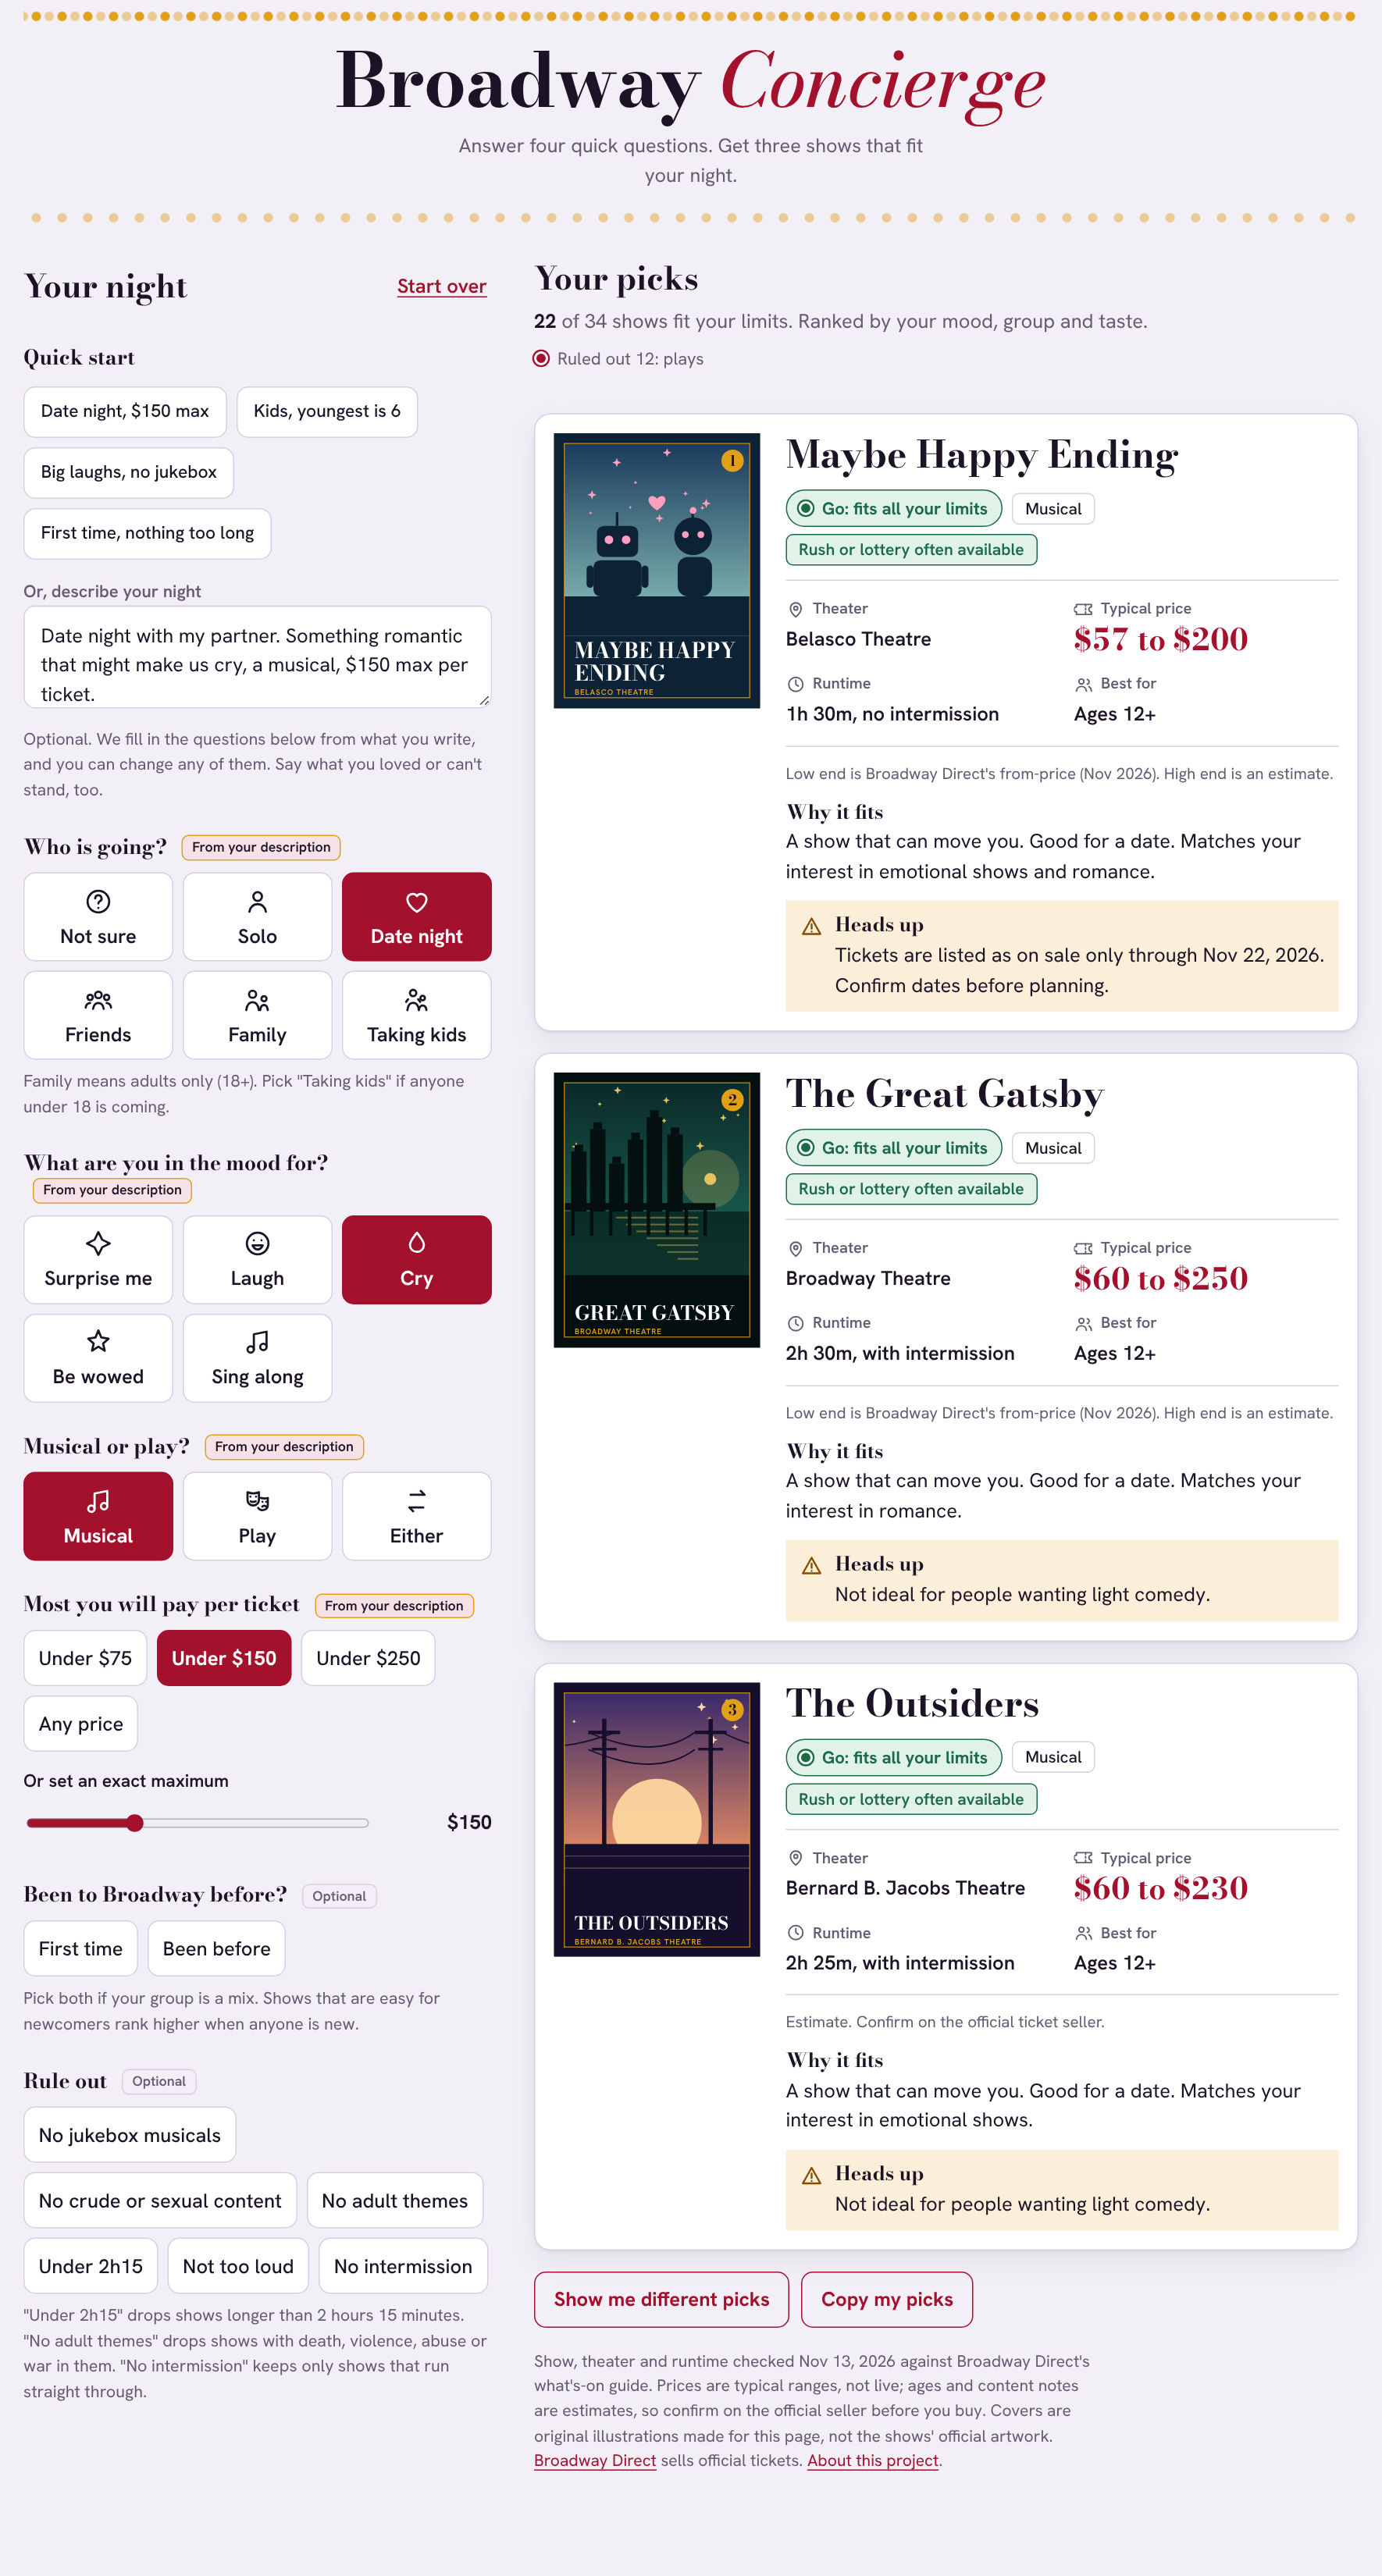 Broadway Concierge
Answer four quick questions. Get three shows that fit
your night.
Your night
Start over
Quick start
Date night, $150 max
Kids, youngest is 6
Big laughs, no jukebox
First time, nothing too long
Or, describe your night
Date night with my partner. Something romantic
that might make us cry, a musical, $150 max per
ticket.
Optional. We fill in the questions below from what you write,
and you can change any of them. Say what you loved or can't
stand, too.
Who is going?
From your description
Not sure
Solo
Date night
Friends
Family
Taking kids
Family means adults only (18+). Pick "Taking kids" if anyone
under 18 is coming.
What are you in the mood for?
From your description
Surprise me
Laugh
Cry
Be wowed
Sing along
Musical or play?
From your description
Musical
Play
Either
Most you will pay per ticket
From your description
Under $75
Under $150
Under $250
Any price
Or set an exact maximum
$150
Been to Broadway before?
Optional
First time
Been before
Pick both if your group is a mix. Shows that are easy for
newcomers rank higher when anyone is new.
Rule out
Optional
No jukebox musicals
No crude or sexual content
No adult themes
Under 2h15
Not too loud
No intermission
"Under 2h15" drops shows longer than 2 hours 15 minutes.
"No adult themes" drops shows with death, violence, abuse or
war in them. "No intermission" keeps only shows that run
straight through.
Your picks
22 of 34 shows fit your limits. Ranked by your mood, group and taste.
Ruled out 12: plays
1
MAYBE HAPPY
ENDING
BELASCO THEATRE
Maybe Happy Ending
Go: fits all your limits
Musical
Rush or lottery often available
Theater
Belasco Theatre
Typical price
$57 to $200
Runtime
1h 30m, no intermission
Best for
Ages 12+
Low end is Broadway Direct's from-price (Nov 2026). High end is an estimate.
Why it fits
A show that can move you. Good for a date. Matches your
interest in emotional shows and romance.
Heads up
Tickets are listed as on sale only through Nov 22, 2026.
Confirm dates before planning.
2
GREAT GATSBY
BROADWAY THEATRE
The Great Gatsby
Go: fits all your limits
Musical
Rush or lottery often available
Theater
Broadway Theatre
Typical price
$60 to $250
Runtime
2h 30m, with intermission
Best for
Ages 12+
Low end is Broadway Direct's from-price (Nov 2026). High end is an estimate.
Why it fits
A show that can move you. Good for a date. Matches your
interest in romance.
Heads up
Not ideal for people wanting light comedy.
3
THE OUTSIDERS
BERNARD B. JACOBS THEATRE
The Outsiders
Go: fits all your limits
Musical
Rush or lottery often available
Theater
Bernard B. Jacobs Theatre
Typical price
$60 to $230
Runtime
2h 25m, with intermission
Best for
Ages 12+
Estimate. Confirm on the official ticket seller.
Why it fits
A show that can move you. Good for a date. Matches your
interest in emotional shows.
Heads up
Not ideal for people wanting light comedy.
Show me different picks
Copy my picks
Show, theater and runtime checked Nov 13, 2026 against Broadway Direct's
what's-on guide. Prices are typical ranges, not live; ages and content notes
are estimates, so confirm on the official seller before you buy. Covers are
original illustrations made for this page, not the shows' official artwork.
Broadway Direct sells official tickets. About this project.